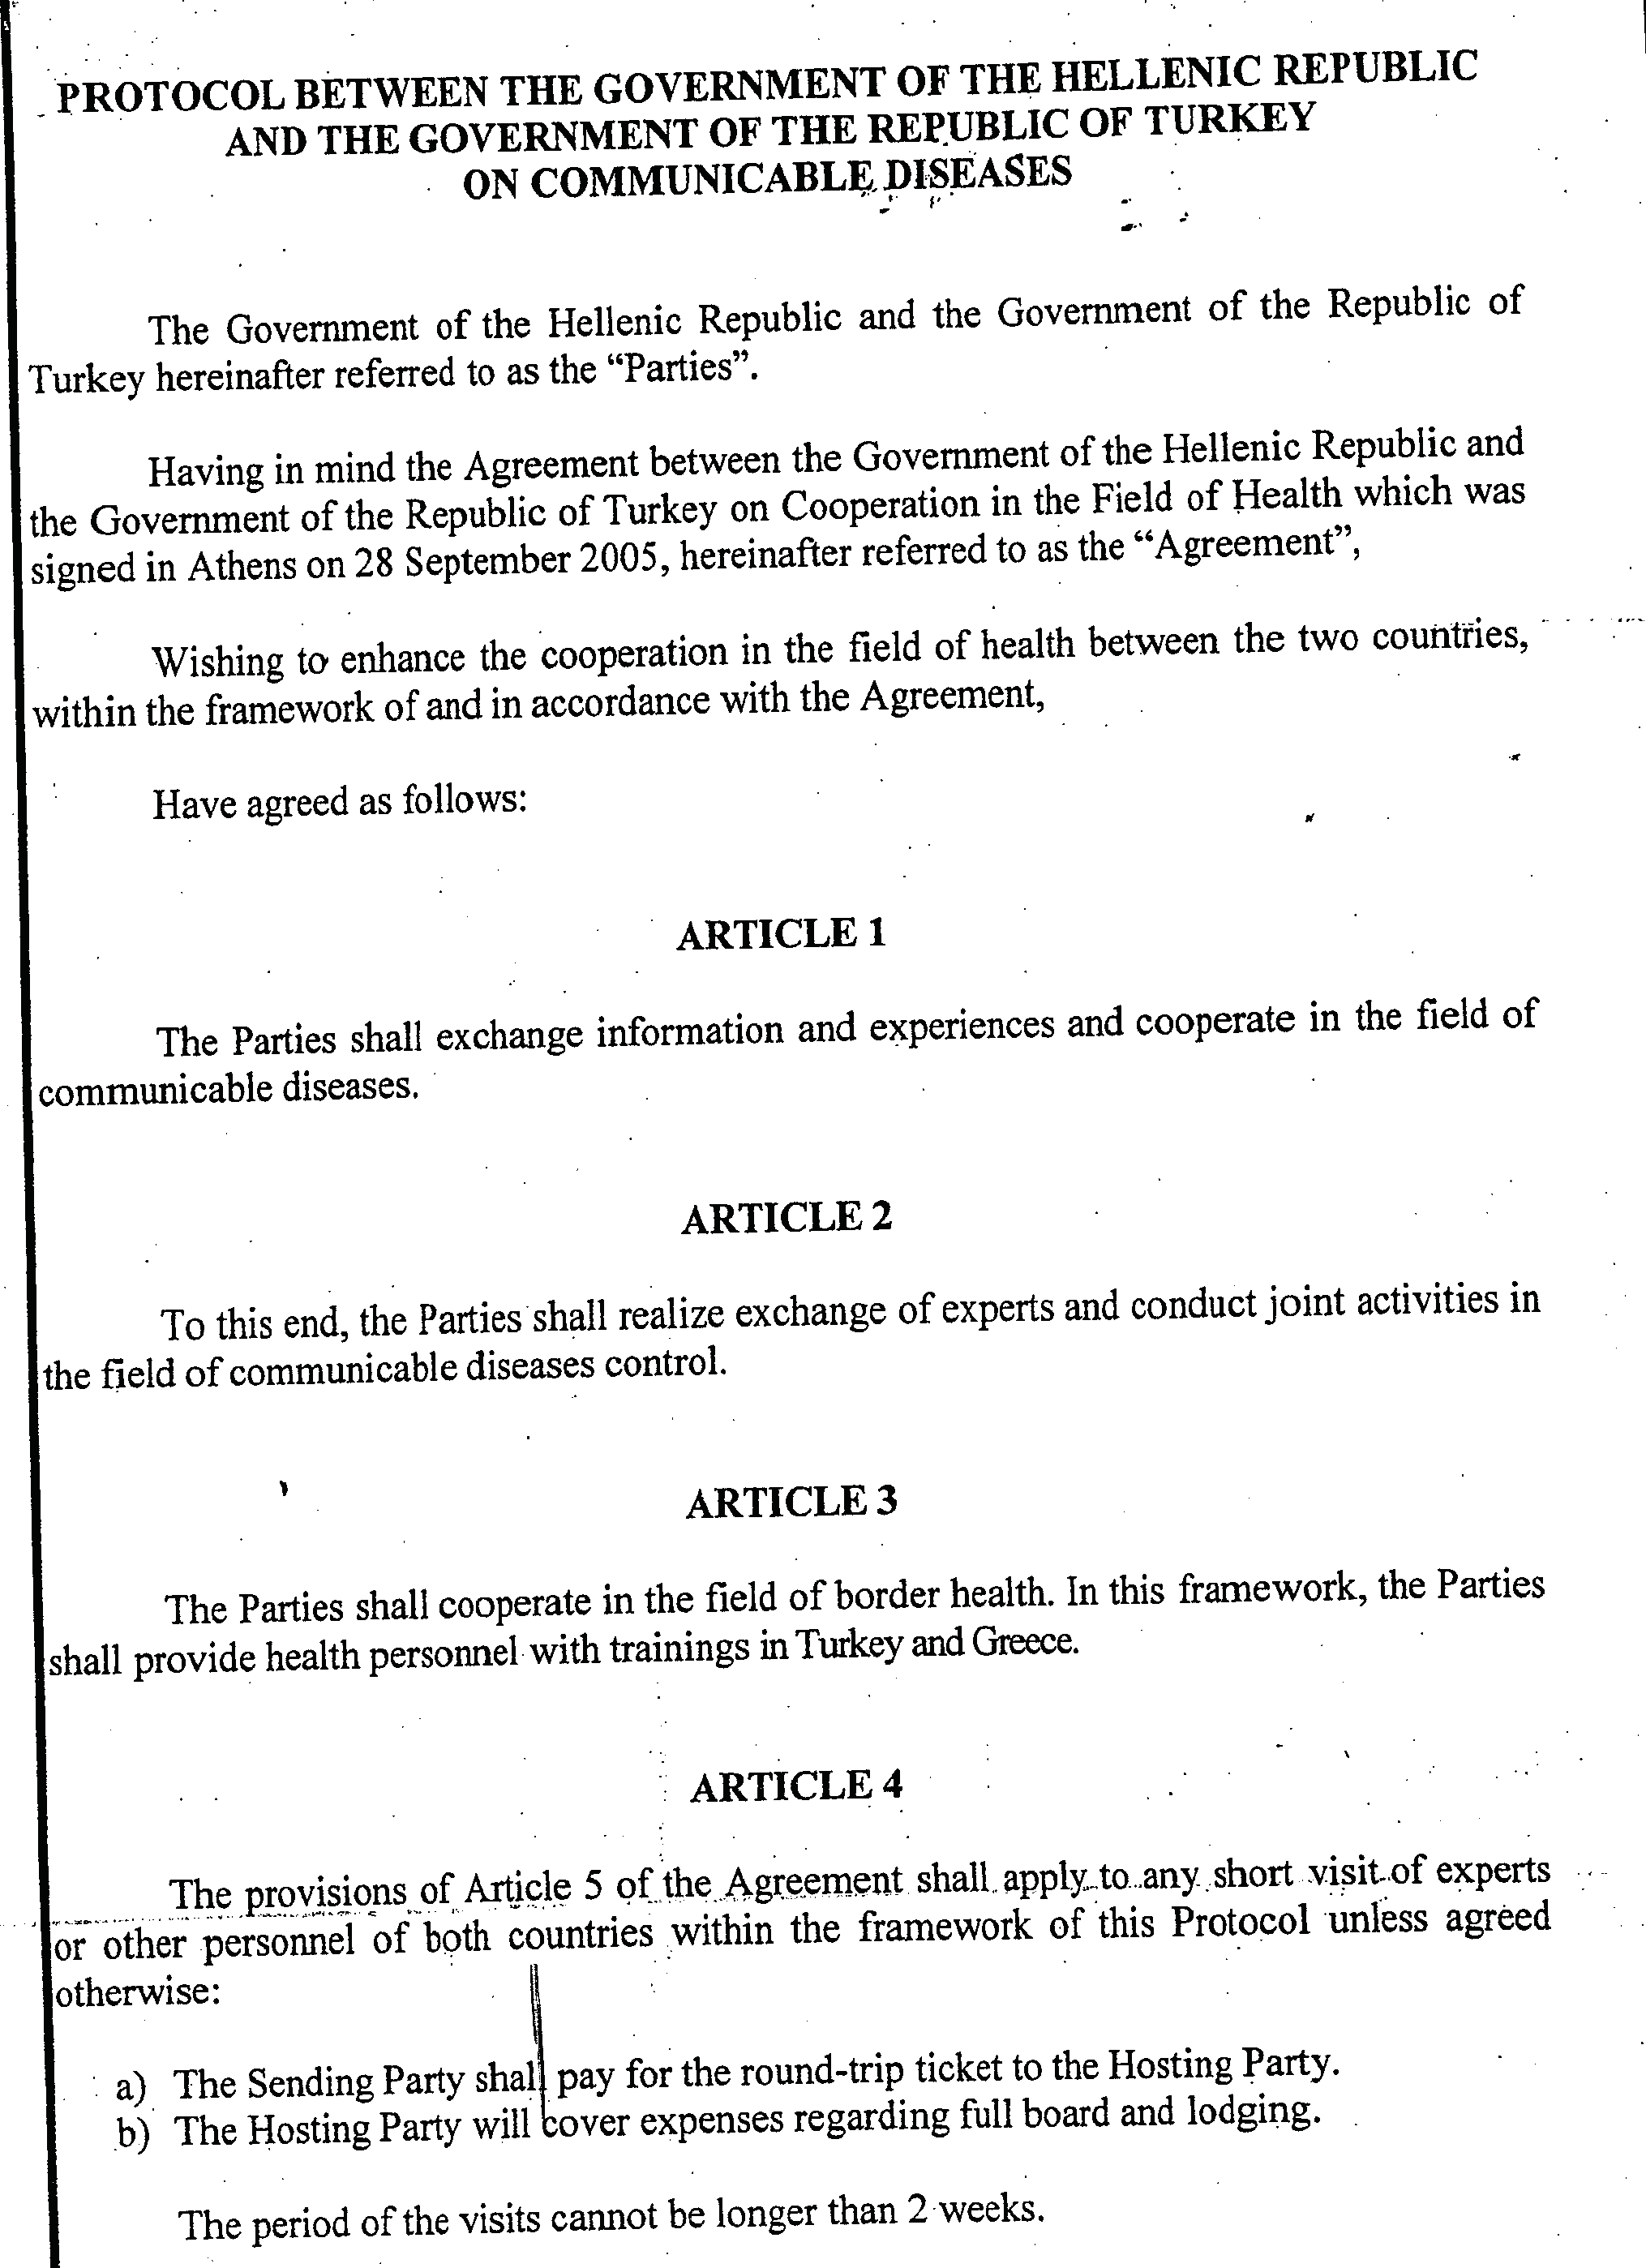 PROTOCOL BETWEEN THE GOVERNMENT OF THE HELLENIC REPUBLIC
AND THE GOVERNMENT OF THE REPUBLIC OF TURKEY
ON COMMUNICABLE DISEASES
The Government of the Hellenic Republic and the Government of the Republic of
Turkey hereinafter referred to as the “Parties”.
Having in mind the Agreement between the Government of the Hellenic Republic and
the Government of the Republic of Turkey on Cooperation in the Field of Health which was
signed in Athens on 28 September 2005, hereinafter referred to as the “Agreement”,
Wishing to enhance the cooperation in the field of health between the two countries,
within the framework of and in accordance with the Agreement,
Have agreed as follows:
ARTICLE 1
The Parties shall exchange information and experiences and cooperate in the field of
communicable diseases.
ARTICLE 2
To this end, the Parties shall realize exchange of experts and conduct joint activities in
the field of communicable diseases control.
ARTICLE 3
The Parties shall cooperate in the field of border health. In this framework, the Parties
shall provide health personnel with trainings in Turkey and Greece.
ARTICLE 4
The provisions of Article 5 of the Agreement shall apply to any short visit of experts
or other personnel of both countries within the framework of this Protocol unless agreed
otherwise:
a) The Sending Party shall pay for the round-trip ticket to the Hosting Party.
b) The Hosting Party will cover expenses regarding full board and lodging.
The period of the visits cannot be longer than 2 weeks.